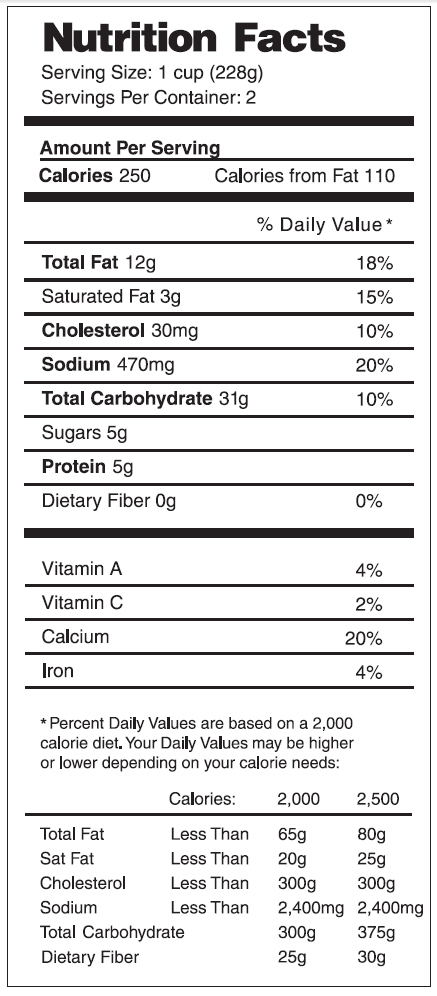 Nutrition Facts
Serving Size: 1 cup (228g)
Servings Per Container: 2
Amount Per Serving
Calories 250 Calories from Fat 110
% Daily Value*
Total Fat 12g 18%
Saturated Fat 3g 15%
Cholesterol 30mg 10%
Sodium 470mg 20%
Total Carbohydrate 31g 10%
Sugars 5g
Protein 5g
Dietary Fiber 0g 0%
Vitamin A 4%
Vitamin C 2%
Calcium 20%
Iron 4%
*Percent Daily Values are based on a 2,000
calorie diet. Your Daily Values may be higher
or lower depending on your calorie needs:
Calories: 2,000 2,500
Total Fat Less Than 65g 80g
Sat Fat Less Than 20g 25g
Cholesterol Less Than 300g 300g
Sodium Less Than 2,400mg 2,400mg
Total Carbohydrate 300g 375g
Dietary Fiber 25g 30g